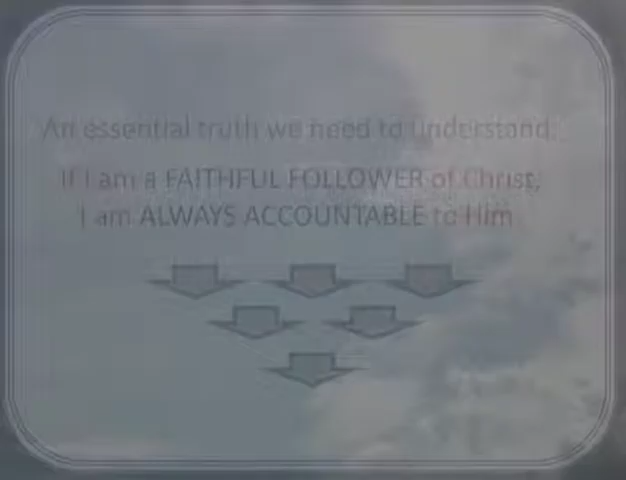 An essential truth we need to understand:
If I am a FAITHFUL FOLLOWER of Christ,
I am ALWAYS ACCOUNTABLE to Him